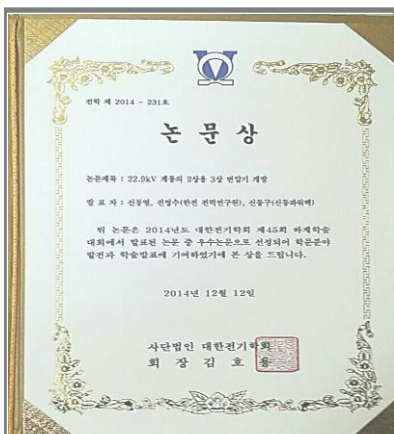 전학 제 2014 - 231호
논 문 상
논문제목 : 22.9kV 계통의 2상용 3상 변압기 개발
발 표 자 : 신동열, 전영수(한전 전력연구원), 신동구(신동파워텍)
위 논문은 2014년도 대한전기학회 제45회 하계학술
대회에서 발표된 논문 중 우수논문으로 선정되어 학문분야
발전과 학술발표에 기여하였기에 본 상을 드립니다.
2014년 12월 12일
사단법인 대한전기학회
회 장 김 호 용